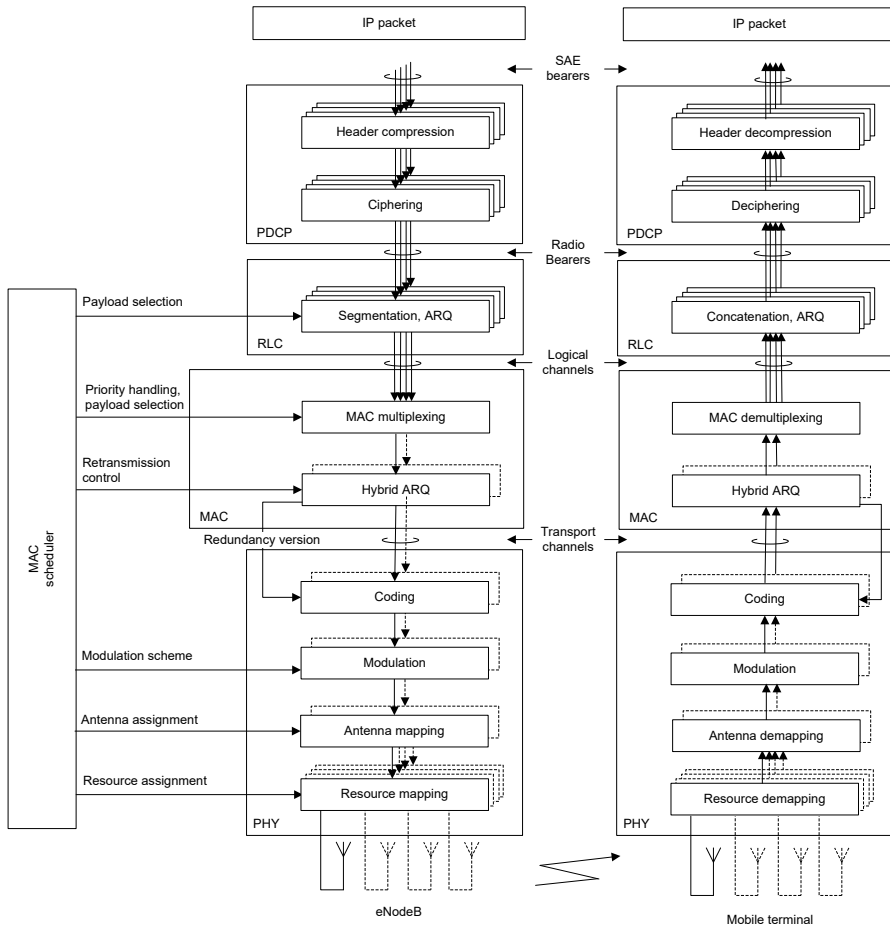 IP packet
IP packet
SAE
bearers
Header compression
Header decompression
Ciphering
Deciphering
PDCP
PDCP
Radio
Bearers
Payload selection
Segmentation, ARQ
Concatenation, ARQ
RLC
RLC
Logical
channels
Priority handling,
payload selection
MAC multiplexing
MAC demultiplexing
Retransmission
control
Hybrid ARQ
Hybrid ARQ
MAC
MAC
Redundancy version
Transport
channels
MAC
scheduler
Coding
Coding
Modulation scheme
Modulation
Modulation
Antenna assignment
Antenna mapping
Antenna demapping
Resource assignment
Resource mapping
Resource demapping
PHY
PHY
eNodeB
Mobile terminal